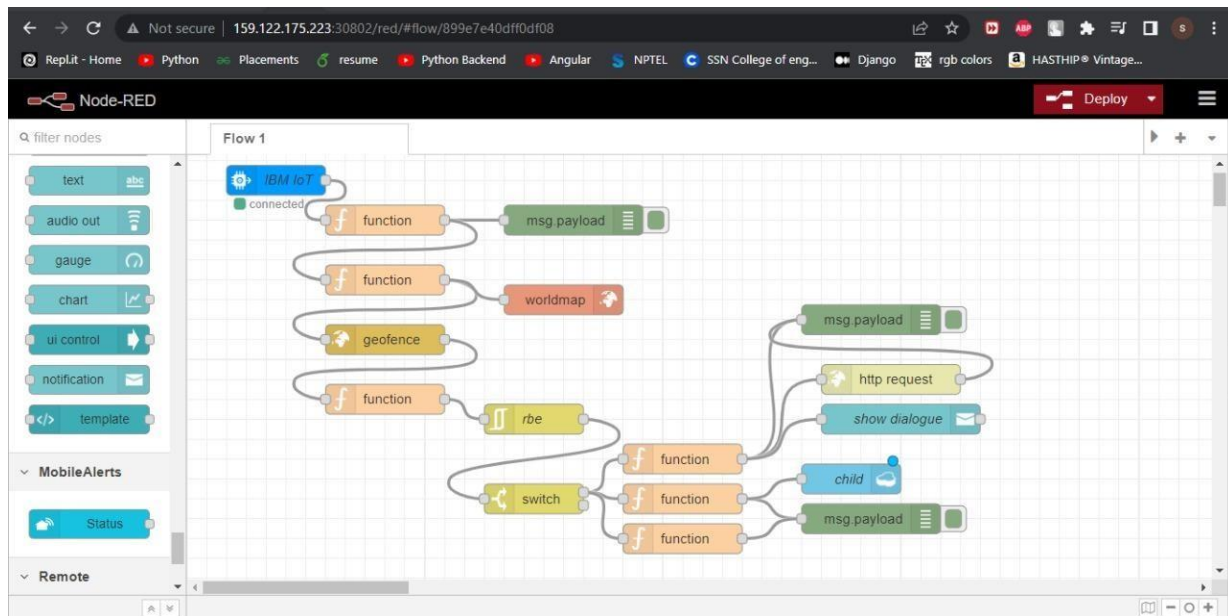 Not secure | 159.122.175.223:30802/red/#flow/899e7e40dff0df08
ABP
s
Repl.it - Home Python Placements resume Python Backend Angular NPTEL SSN College of eng... Django rgb colors HASTHIP® Vintage...
Node-RED Deploy
filter nodes Flow 1
text abc
audio out
gauge
chart
ui control
notification
</> template
MobileAlerts
Status
Remote
IBM IoT
connected
function msg.payload
function
worldmap
msg.payload
geofence
http request
function
rbe show dialogue
function
child
switch function
msg.payload
function